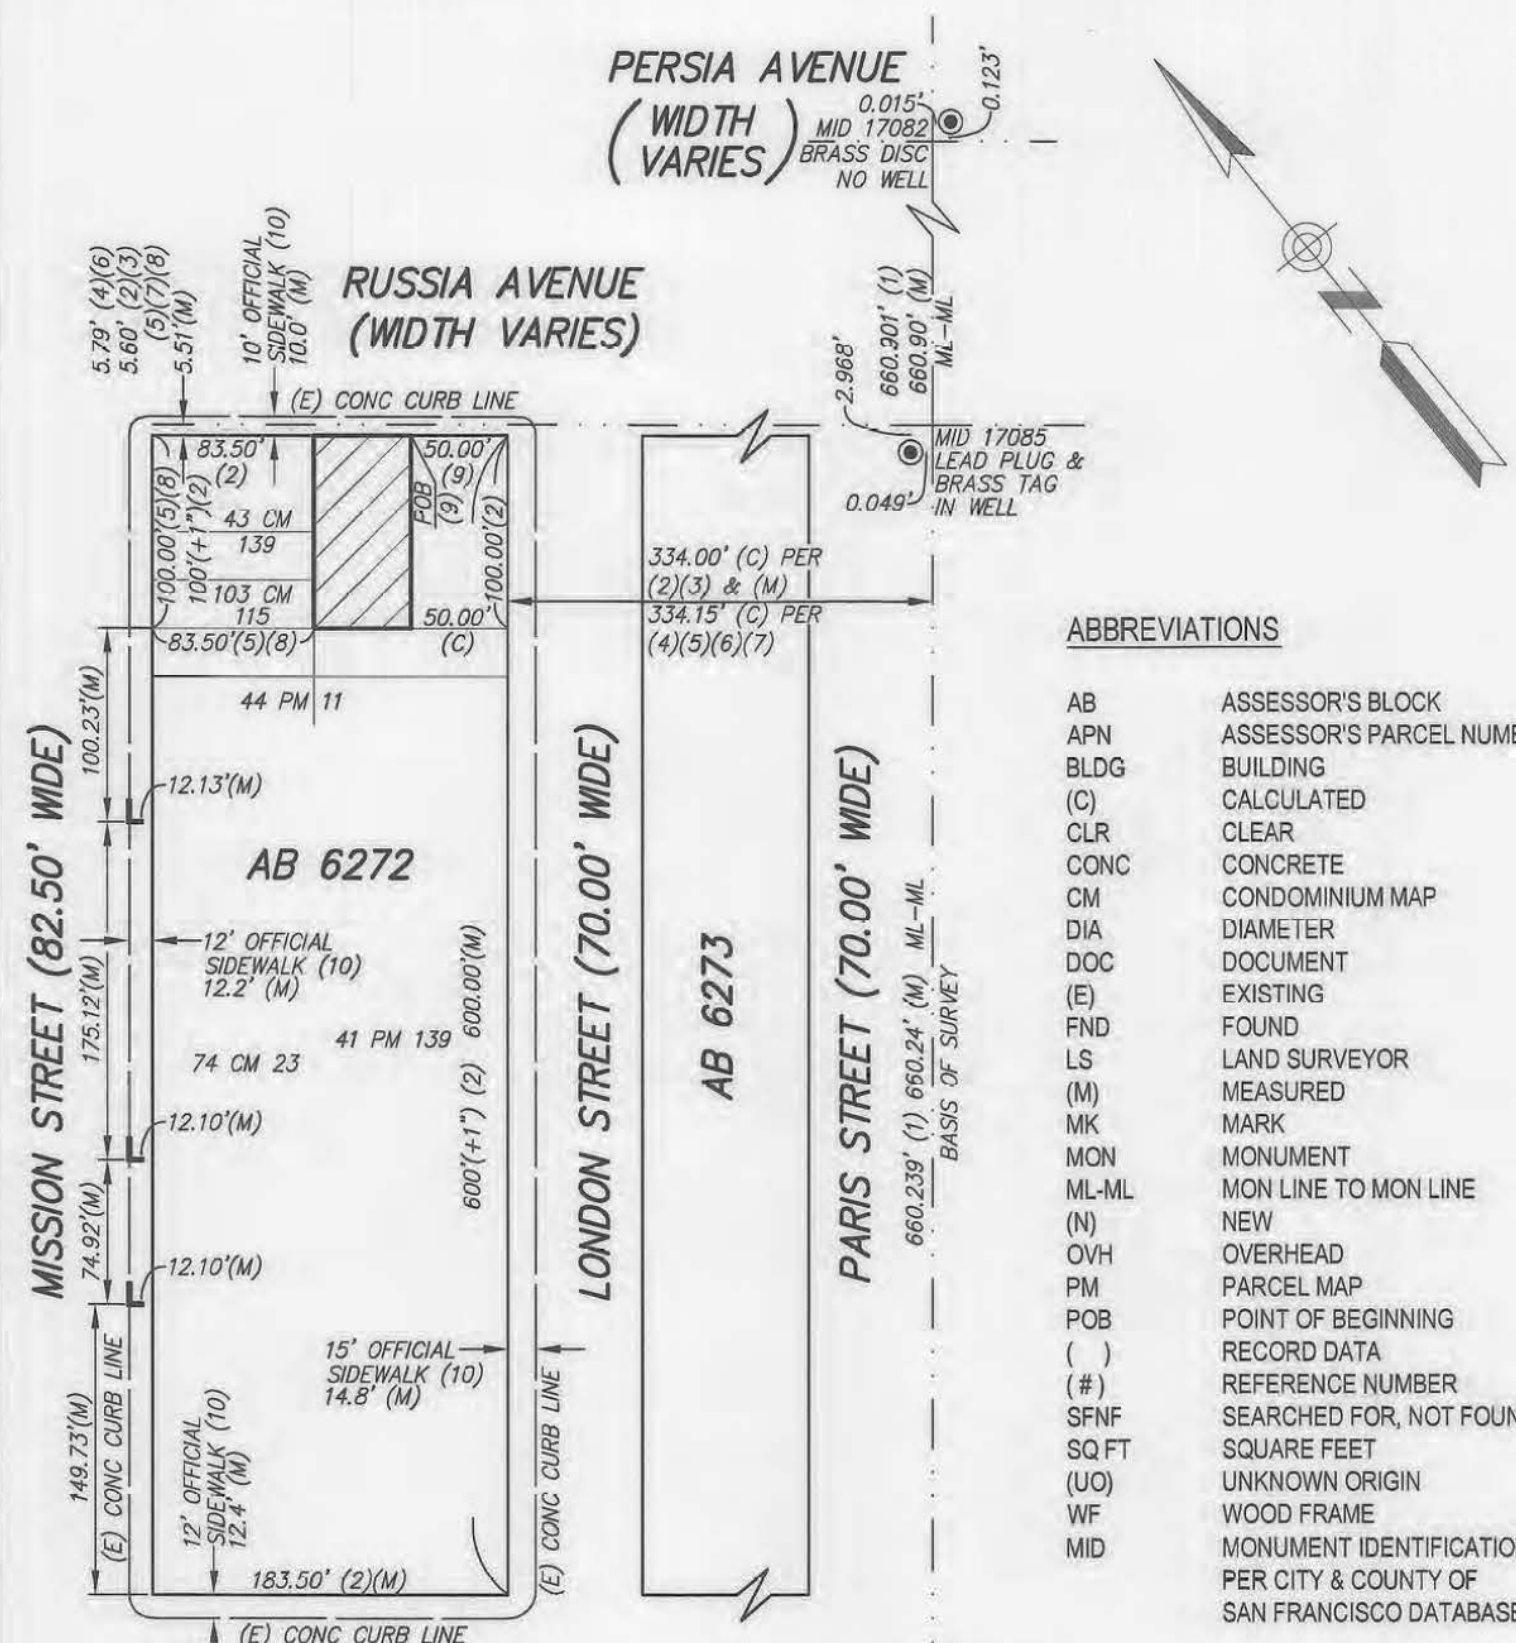 PERSIA AVENUE
(WIDTH
VARIES)
0.015'
MID 17082
BRASS DISC
NO WELL
0.123'
5.79' (4)(6)
5.60' (2)(3)
(5)(7)(8)
5.51'(M)
10' OFFICIAL
SIDEWALK (10)
10.0' (M)
RUSSIA AVENUE
(WIDTH VARIES)
660.901' (1)
660.90' (M)
ML-ML
2.968'
(E) CONC CURB LINE
MID 17085
LEAD PLUG &
BRASS TAG
IN WELL
0.049'
83.50'
(2)
50.00'
(9)
POB
(9)
100.00'(5)(8)
100'(+1")(2)
43 CM
139
103 CM
115
100.00'(2)
83.50'(5)(8)
50.00'
(C)
334.00' (C) PER
(2)(3) & (M)
334.15' (C) PER
(4)(5)(6)(7)
44 PM 11
100.23'(M)
12.13'(M)
MISSION STREET (82.50' WIDE)
AB 6272
12' OFFICIAL
SIDEWALK (10)
12.2' (M)
175.12'(M)
41 PM 139
74 CM 23
600'(+1") (2) 600.00'(M)
12.10'(M)
74.92'(M)
12.10'(M)
LONDON STREET (70.00' WIDE)
AB 6273
PARIS STREET (70.00' WIDE)
660.239' (1) 660.24' (M) ML-ML
BASIS OF SURVEY
15' OFFICIAL
SIDEWALK (10)
14.8' (M)
149.73'(M)
(E) CONC CURB LINE
12' OFFICIAL
SIDEWALK (10)
12.4' (M)
(E) CONC CURB LINE
183.50' (2)(M)
(E) CONC CURB LINE
ABBREVIATIONS
AB ASSESSOR'S BLOCK
APN ASSESSOR'S PARCEL NUMB
BLDG BUILDING
(C) CALCULATED
CLR CLEAR
CONC CONCRETE
CM CONDOMINIUM MAP
DIA DIAMETER
DOC DOCUMENT
(E) EXISTING
FND FOUND
LS LAND SURVEYOR
(M) MEASURED
MK MARK
MON MONUMENT
ML-ML MON LINE TO MON LINE
(N) NEW
OVH OVERHEAD
PM PARCEL MAP
POB POINT OF BEGINNING
( ) RECORD DATA
(#) REFERENCE NUMBER
SFNF SEARCHED FOR, NOT FOUN
SQ FT SQUARE FEET
(UO) UNKNOWN ORIGIN
WF WOOD FRAME
MID MONUMENT IDENTIFICATIO
PER CITY & COUNTY OF
SAN FRANCISCO DATABASE